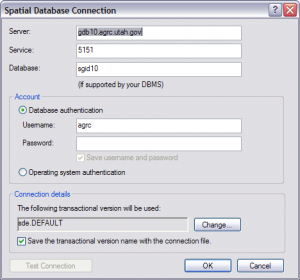 Spatial Database Connection
Server: gdb10.agrc.utah.gov
Service: 5151
Database: sgid10
(If supported by your DBMS)
Account
Database authentication
Username: agrc
Password:
Save username and password
Operating system authentication
Connection details
The following transactional version will be used:
sde.DEFAULT
Change...
Save the transactional version name with the connection file.
Test Connection OK Cancel